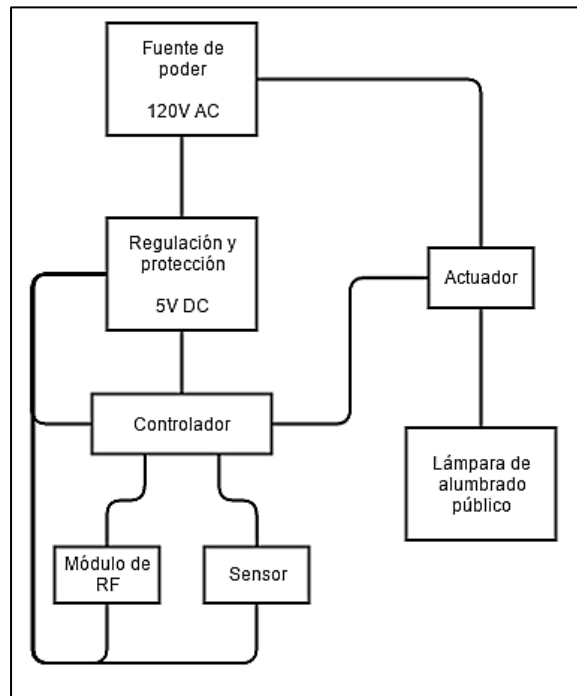 Fuente de
poder
120V AC
Regulación y
protección
5V DC
Actuador
Controlador
Lámpara de
alumbrado
público
Módulo de
RF
Sensor